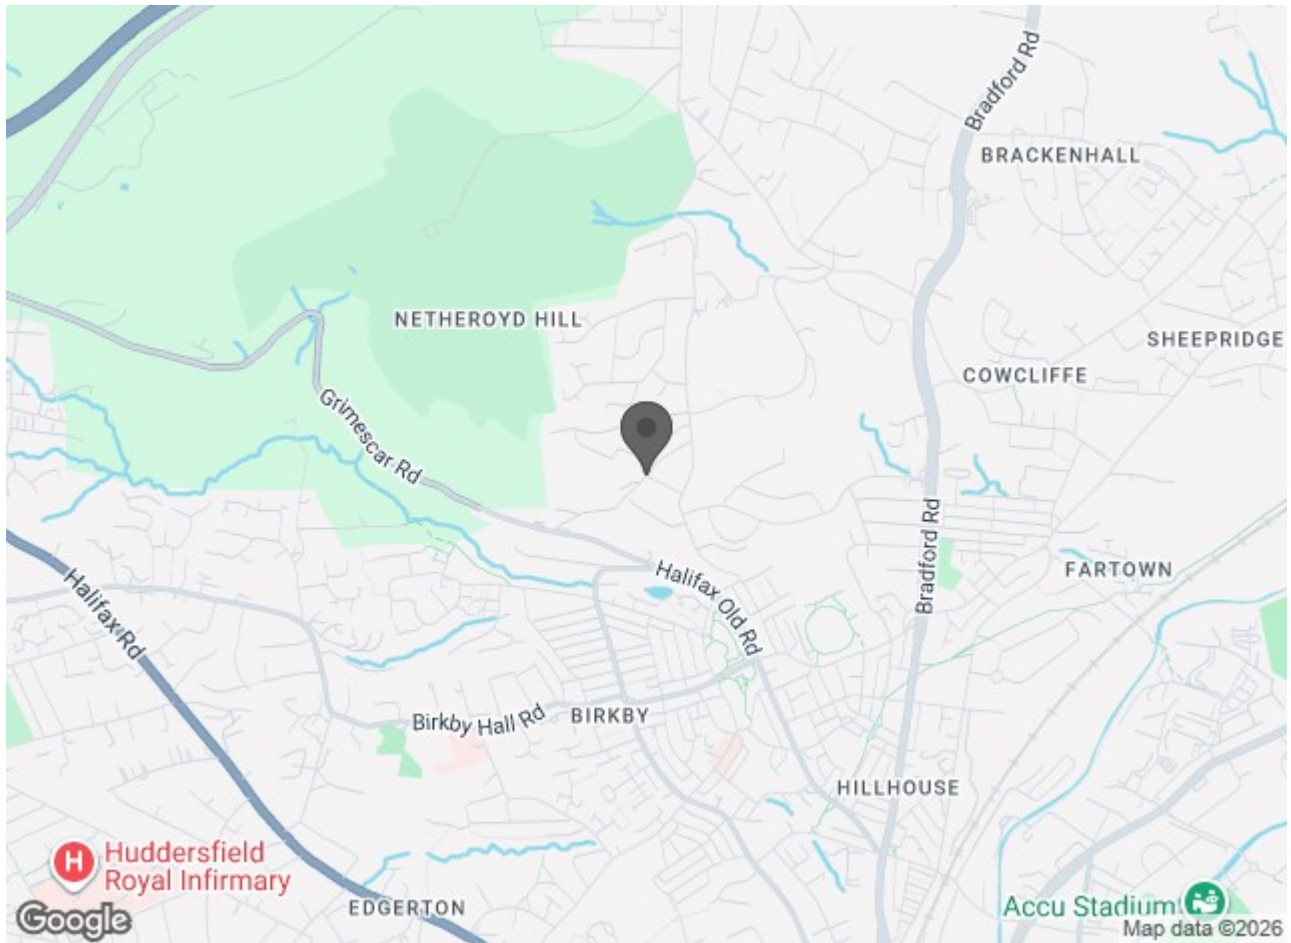 Bradford Rd
BRACKENHALL
NETHEROYD HILL
SHEEPRIDGE
COWCLIFFE
Grimescar Rd
Bradford Rd
Halifax Rd
Halifax Old Rd
FARTOWN
Birkby Hall Rd
BIRKBY
HILLHOUSE
Huddersfield
Royal Infirmary
H
EDGERTON
Accu Stadium
Google
Map data ©2026